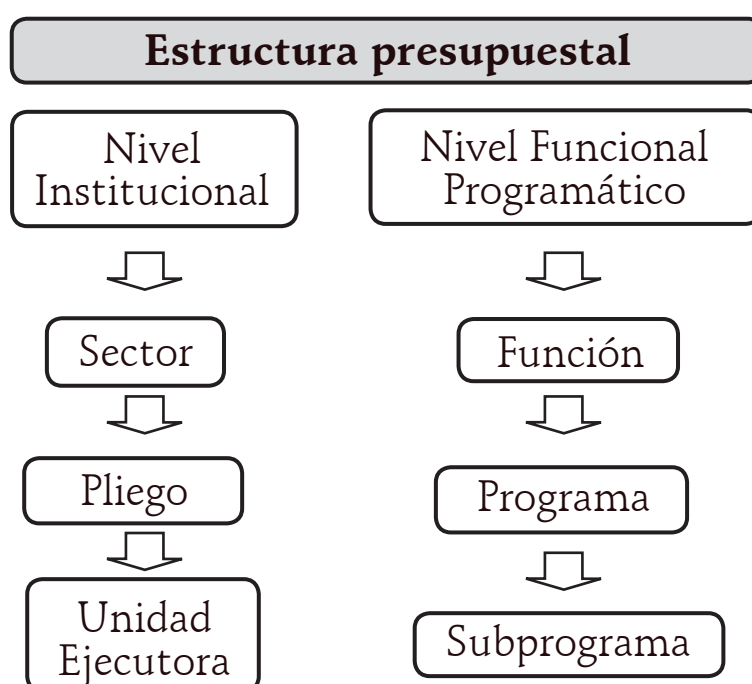 Estructura presupuestal
Nivel
Institucional
Sector
Pliego
Unidad
Ejecutora
Nivel Funcional
Programático
Función
Programa
Subprograma